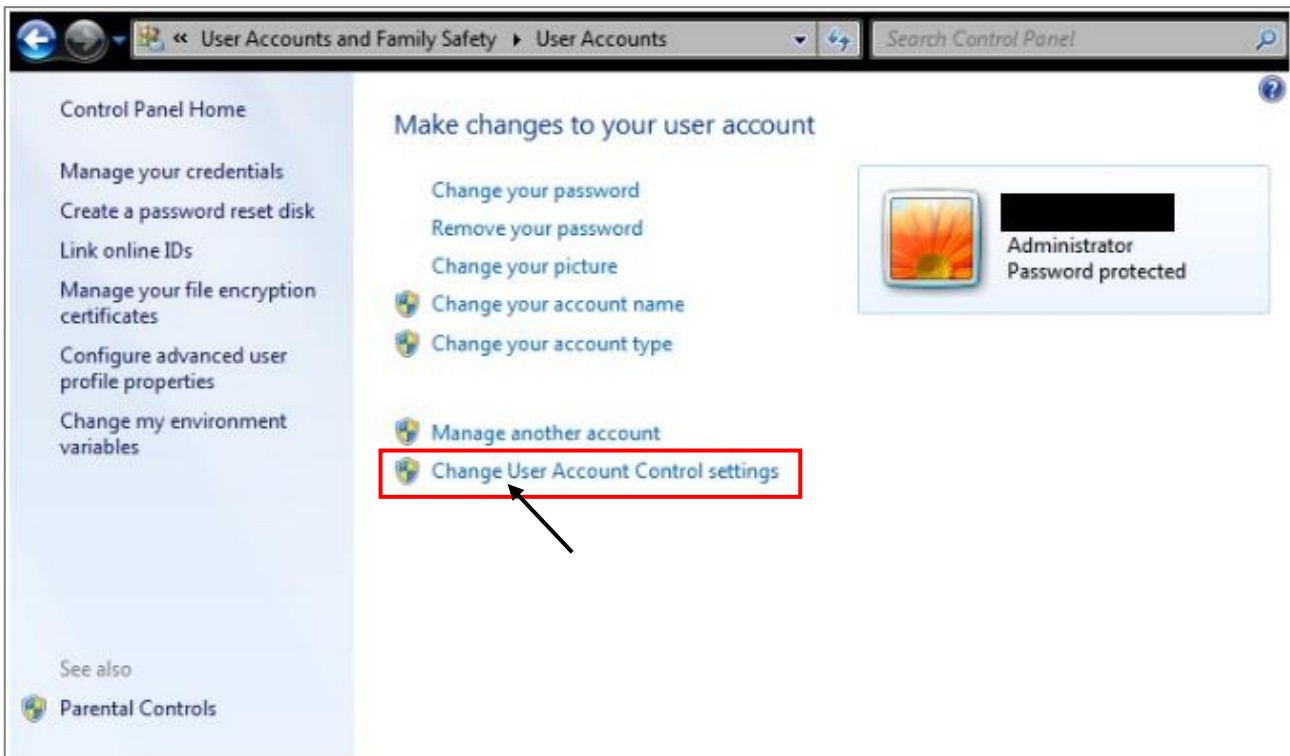 « User Accounts and Family Safety ▸ User Accounts
Search Control Panel
Control Panel Home
Manage your credentials
Create a password reset disk
Link online IDs
Manage your file encryption
certificates
Configure advanced user
profile properties
Change my environment
variables
See also
Parental Controls
Make changes to your user account
Change your password
Remove your password
Change your picture
Change your account name
Change your account type
Manage another account
Change User Account Control settings
Administrator
Password protected